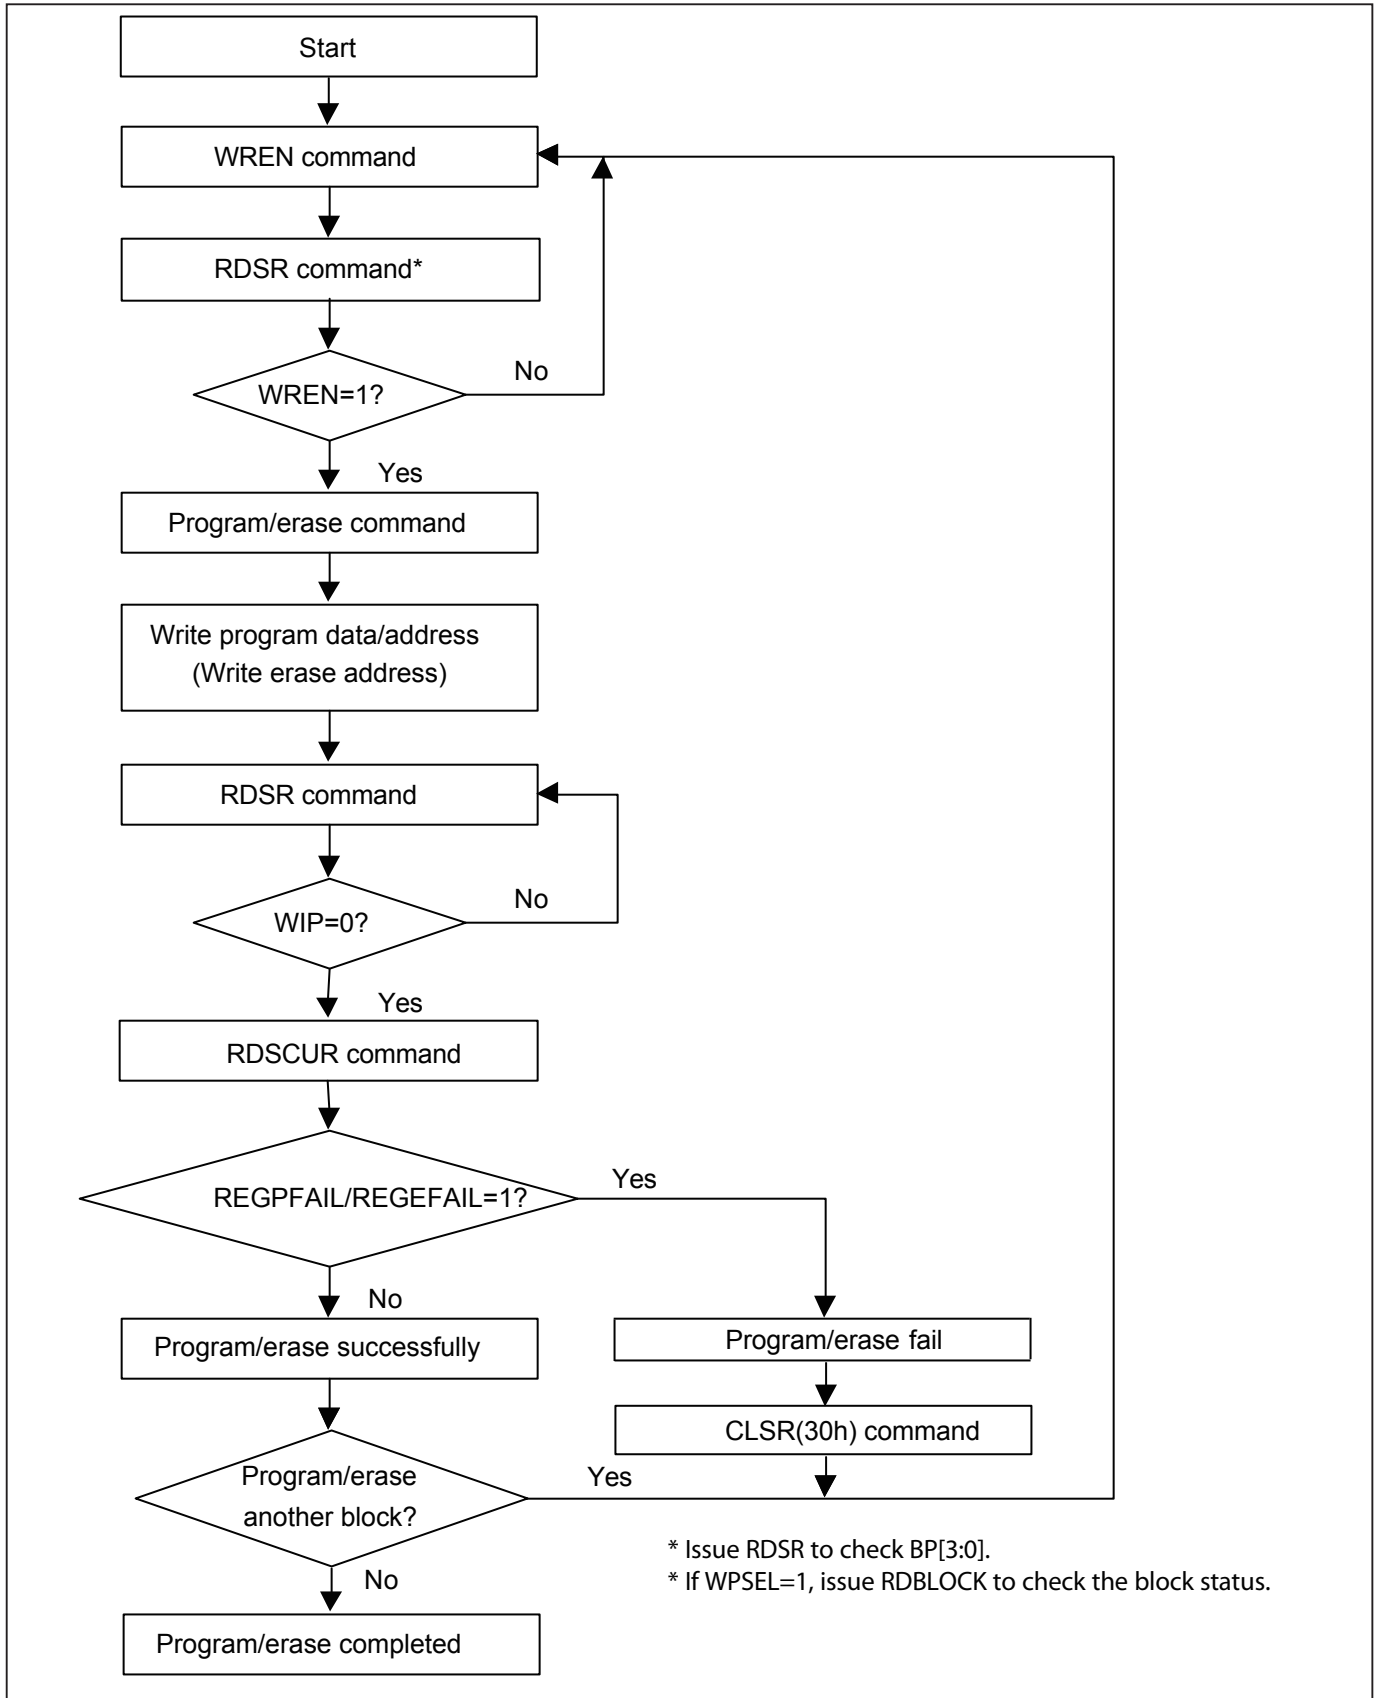 Start
WREN command
RDSR command*
WREN=1?
No
Yes
Program/erase command
Write program data/address
(Write erase address)
RDSR command
WIP=0?
No
Yes
RDSCUR command
REGPFAIL/REGEFAIL=1?
Yes
No
Program/erase successfully
Program/erase fail
CLSR(30h) command
Program/erase
another block?
Yes
No
* Issue RDSR to check BP[3:0].
* If WPSEL=1, issue RDBLOCK to check the block status.
Program/erase completed